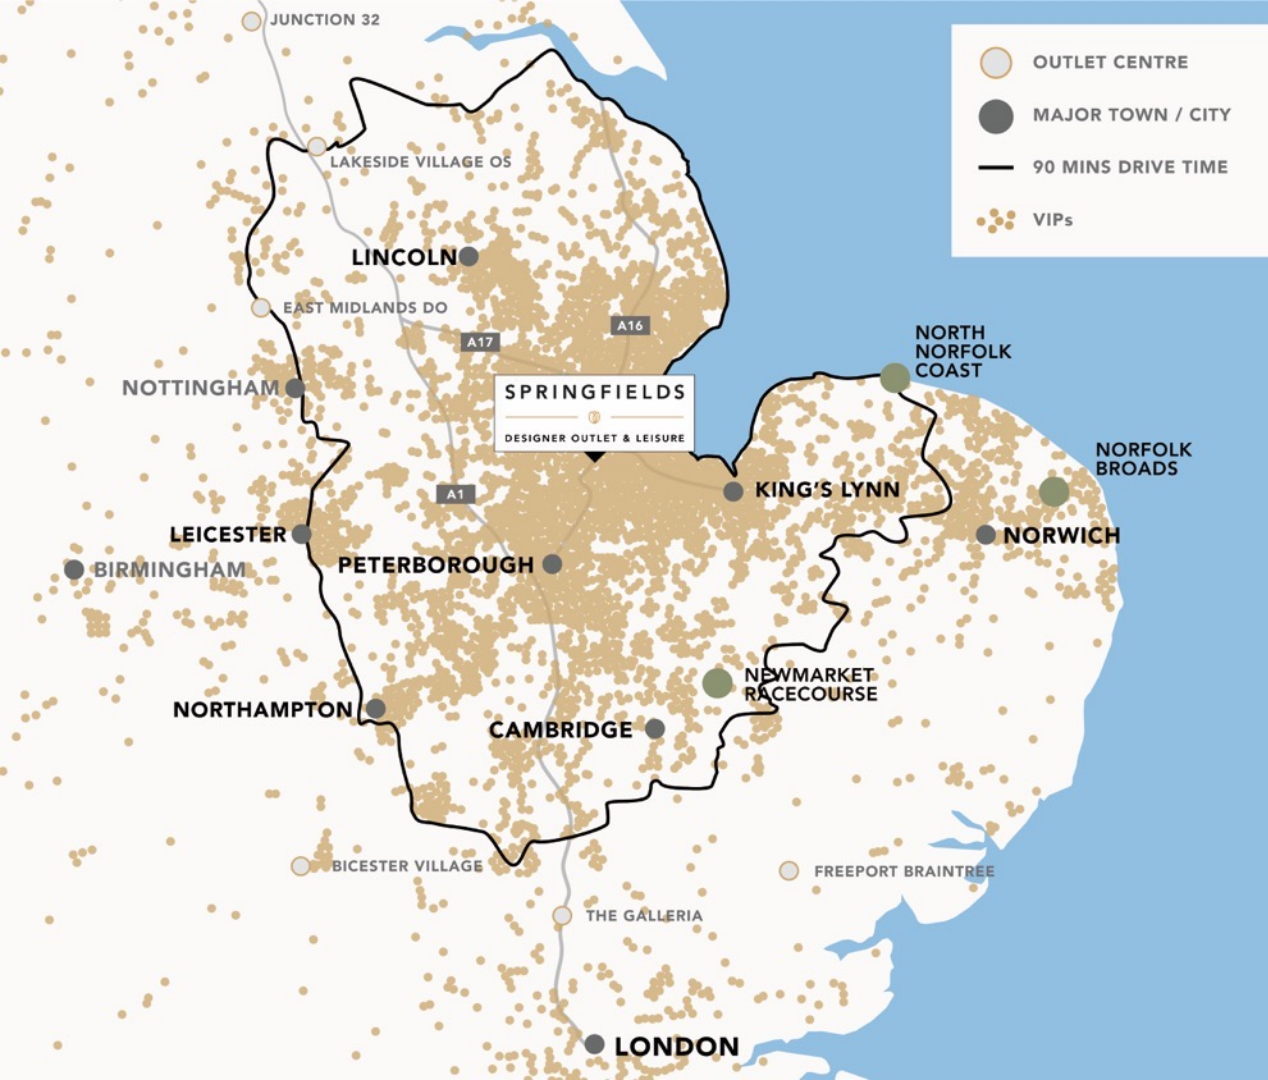 JUNCTION 32
OUTLET CENTRE
MAJOR TOWN / CITY
90 MINS DRIVE TIME
VIPs
LAKESIDE VILLAGE OS
LINCOLN
EAST MIDLANDS DO
A16
A17
NORTH
NORFOLK
COAST
NOTTINGHAM
SPRINGFIELDS
DESIGNER OUTLET & LEISURE
NORFOLK
BROADS
A1
KING'S LYNN
LEICESTER
NORWICH
BIRMINGHAM
PETERBOROUGH
NEWMARKET
RACECOURSE
NORTHAMPTON
CAMBRIDGE
BICESTER VILLAGE
FREEPORT BRAINTREE
THE GALLERIA
LONDON